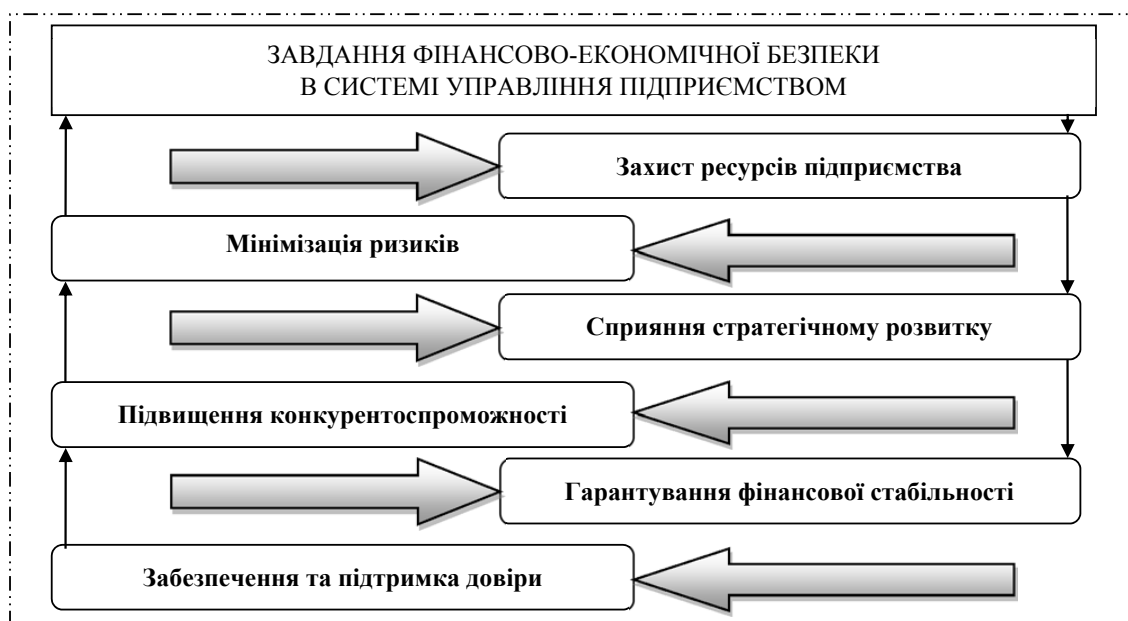 ЗАВДАННЯ ФІНАНСОВО-ЕКОНОМІЧНОЇ БЕЗПЕКИ
В СИСТЕМІ УПРАВЛІННЯ ПІДПРИЄМСТВОМ
Захист ресурсів підприємства
Мінімізація ризиків
Сприяння стратегічному розвитку
Підвищення конкурентоспроможності
Гарантування фінансової стабільності
Забезпечення та підтримка довіри